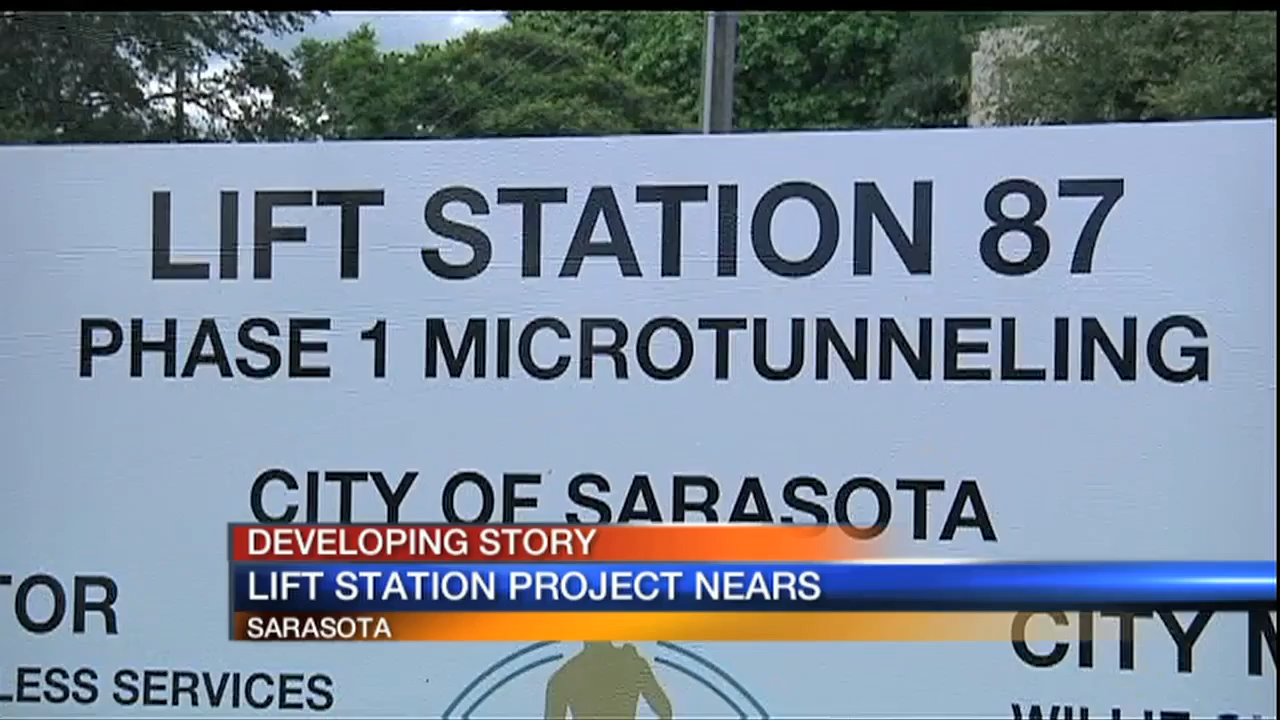 LIFT STATION 87
PHASE 1 MICROTUNNELING
CITY OF SARASOTA
DEVELOPING STORY
LIFT STATION PROJECT NEARS
SARASOTA
TOR
LESS SERVICES
CITY